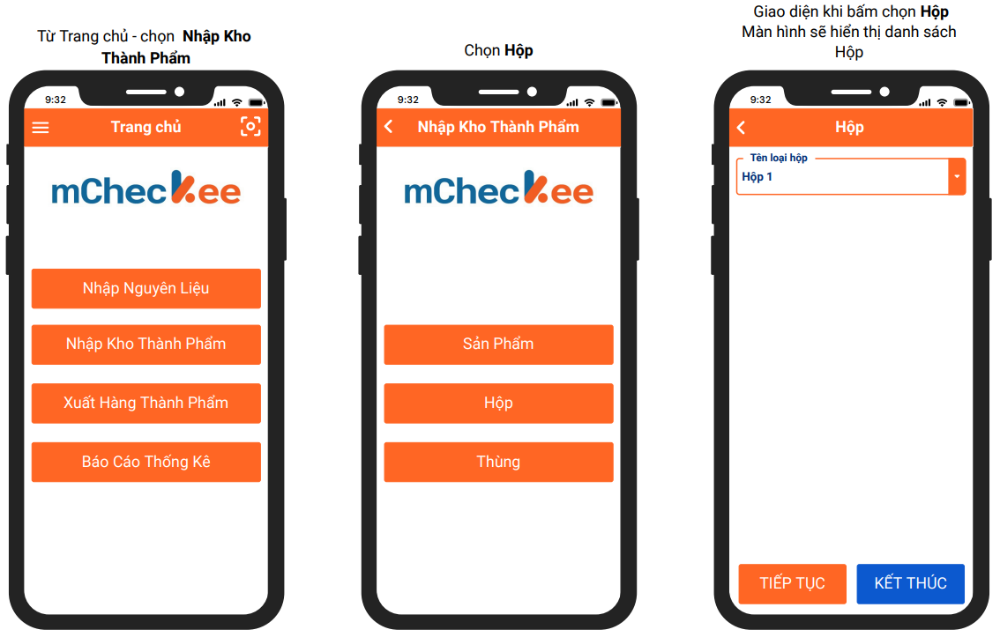 Từ Trang chủ - chọn Nhập Kho
Thành Phẩm
9:32
Trang chủ
mCheckee
Nhập Nguyên Liệu
Nhập Kho Thành Phẩm
Xuất Hàng Thành Phẩm
Báo Cáo Thống Kê
Chọn Hộp
9:32
Nhập Kho Thành Phẩm
mCheckee
Sản Phẩm
Hộp
Thùng
Giao diện khi bấm chọn Hộp
Màn hình sẽ hiển thị danh sách
Hộp
9:32
Hộp
Tên loại hộp
Hộp 1
TIẾP TỤC
KẾT THÚC